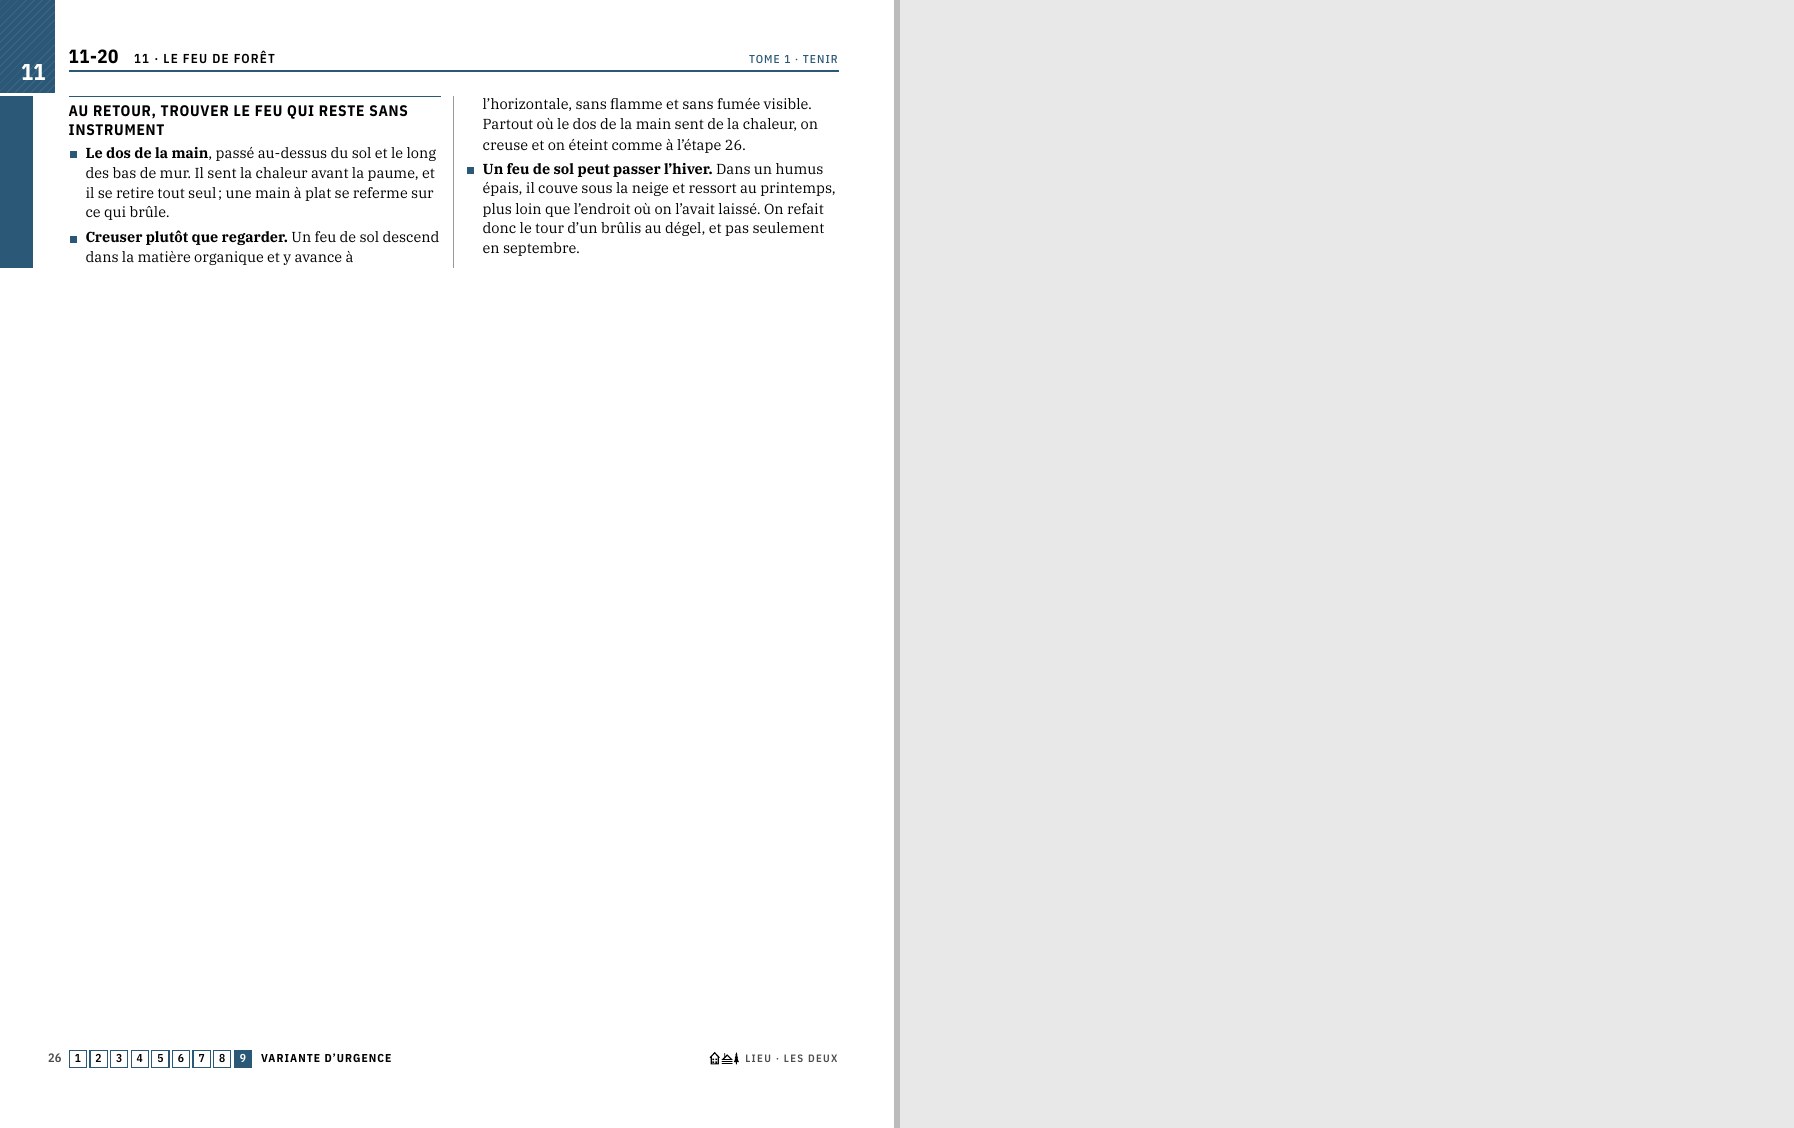 11
11-20 11 · LE FEU DE FORÊT
TOME 1 · TENIR
AU RETOUR, TROUVER LE FEU QUI RESTE SANS
INSTRUMENT
Le dos de la main, passé au-dessus du sol et le long
des bas de mur. Il sent la chaleur avant la paume, et
il se retire tout seul ; une main à plat se referme sur
ce qui brûle.
Creuser plutôt que regarder. Un feu de sol descend
dans la matière organique et y avance à
l’horizontale, sans flamme et sans fumée visible.
Partout où le dos de la main sent de la chaleur, on
creuse et on éteint comme à l’étape 26.
Un feu de sol peut passer l’hiver. Dans un humus
épais, il couve sous la neige et ressort au printemps,
plus loin que l’endroit où on l’avait laissé. On refait
donc le tour d’un brûlis au dégel, et pas seulement
en septembre.
26 1 2 3 4 5 6 7 8 9 VARIANTE D’URGENCE
LIEU · LES DEUX